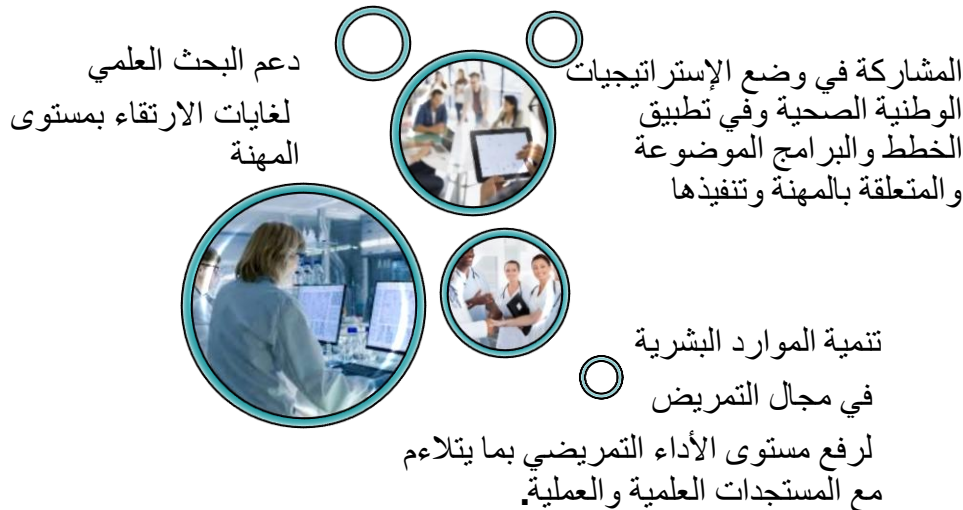 المشاركة في وضع الإستراتيجيات
الوطنية الصحية وفي تطبيق
الخطط والبرامج الموضوعة
والمتعلقة بالمهنة وتنفيذها
دعم البحث العلمي
لغايات الارتقاء بمستوى
المهنة
تنمية الموارد البشرية
في مجال التمريض
لرفع مستوى الأداء التمريضي بما يتلاءم
مع المستجدات العلمية والعملية.